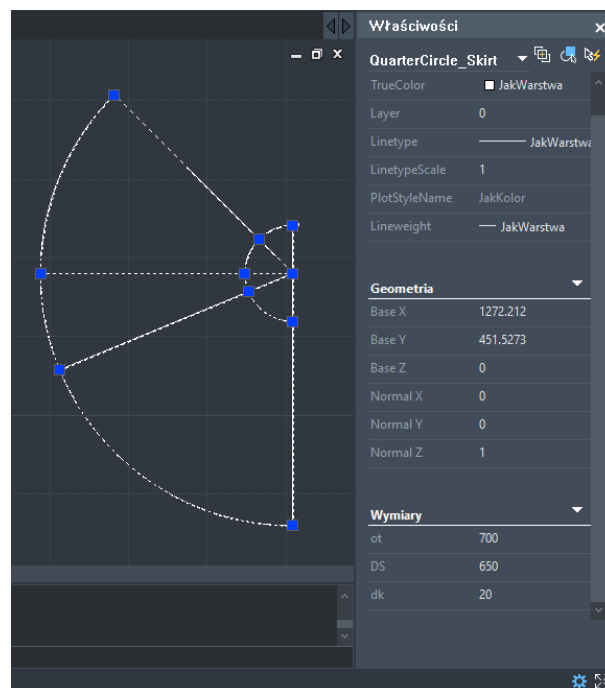 Właściwości
QuarterCircle_Skirt
TrueColor JakWarstwa
Layer 0
Linetype JakWarstwa
LinetypeScale 1
PlotStyleName JakKolor
Lineweight JakWarstwa
Geometria
Base X 1272.212
Base Y 451.5273
Base Z 0
Normal X 0
Normal Y 0
Normal Z 1
Wymiary
ot 700
DS 650
dk 20